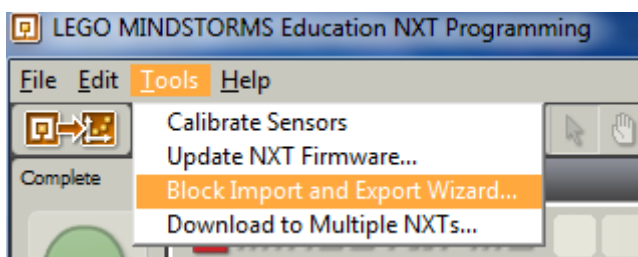 LEGO MINDSTORMS Education NXT Programming
File Edit Tools Help
Calibrate Sensors
Update NXT Firmware...
Complete
Block Import and Export Wizard...
Download to Multiple NXTs...